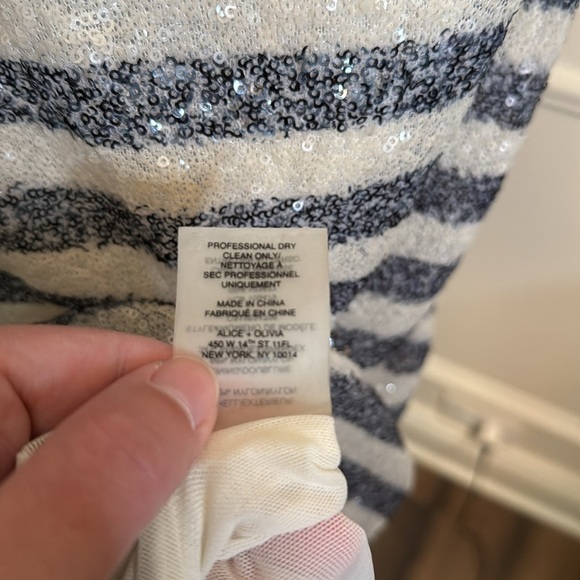 PROFESSIONAL DRY
CLEAN ONLY/
NETTOYAGE À
SEC PROFESSIONNEL
UNIQUEMENT
MADE IN CHINA
FABRIQUÉ EN CHINE
ALICE + OLIVIA
450 W 14TH ST 11FL
NEW YORK, NY 10014